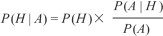 P(H | A) = P(H) × P(A | H) / P(A)